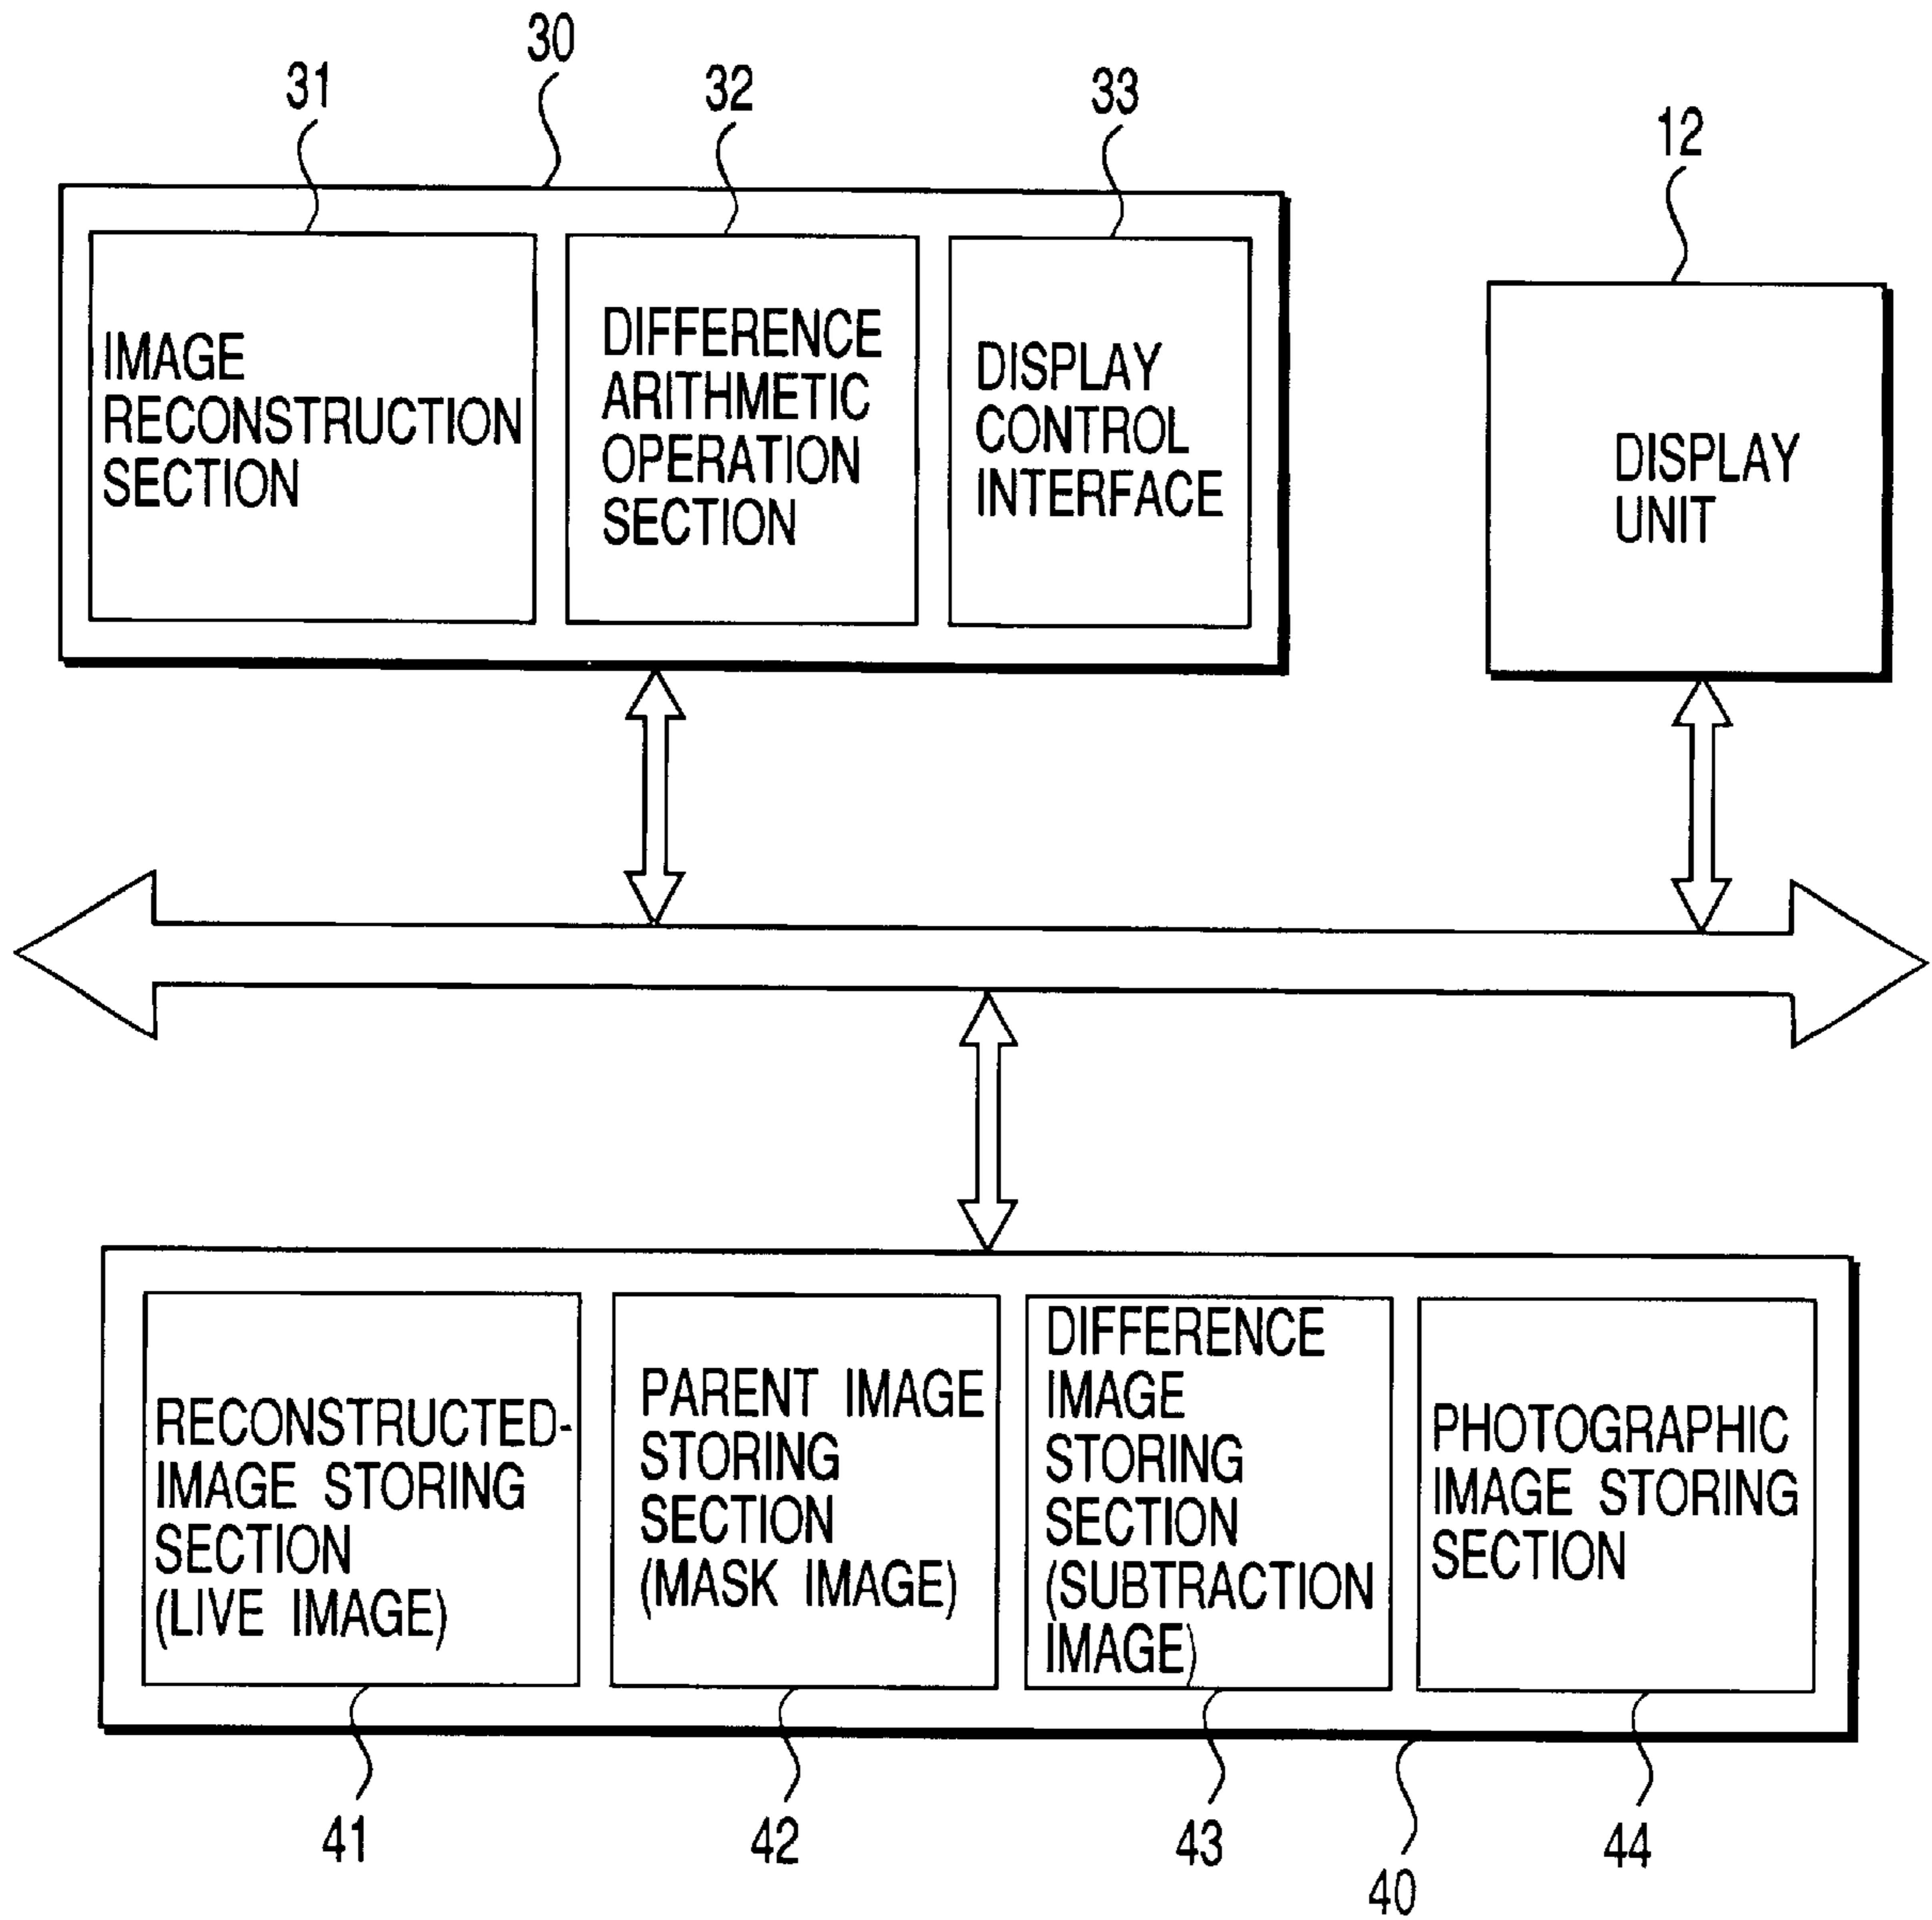 30
31
32
33
12
IMAGE
RECONSTRUCTION
SECTION
DIFFERENCE
ARITHMETIC
OPERATION
SECTION
DISPLAY
CONTROL
INTERFACE
DISPLAY
UNIT
RECONSTRUCTED-
IMAGE STORING
SECTION
(LIVE IMAGE)
PARENT IMAGE
STORING
SECTION
(MASK IMAGE)
DIFFERENCE
IMAGE
STORING
SECTION
(SUBTRACTION
IMAGE)
PHOTOGRAPHIC
IMAGE STORING
SECTION
41
42
43
44
40